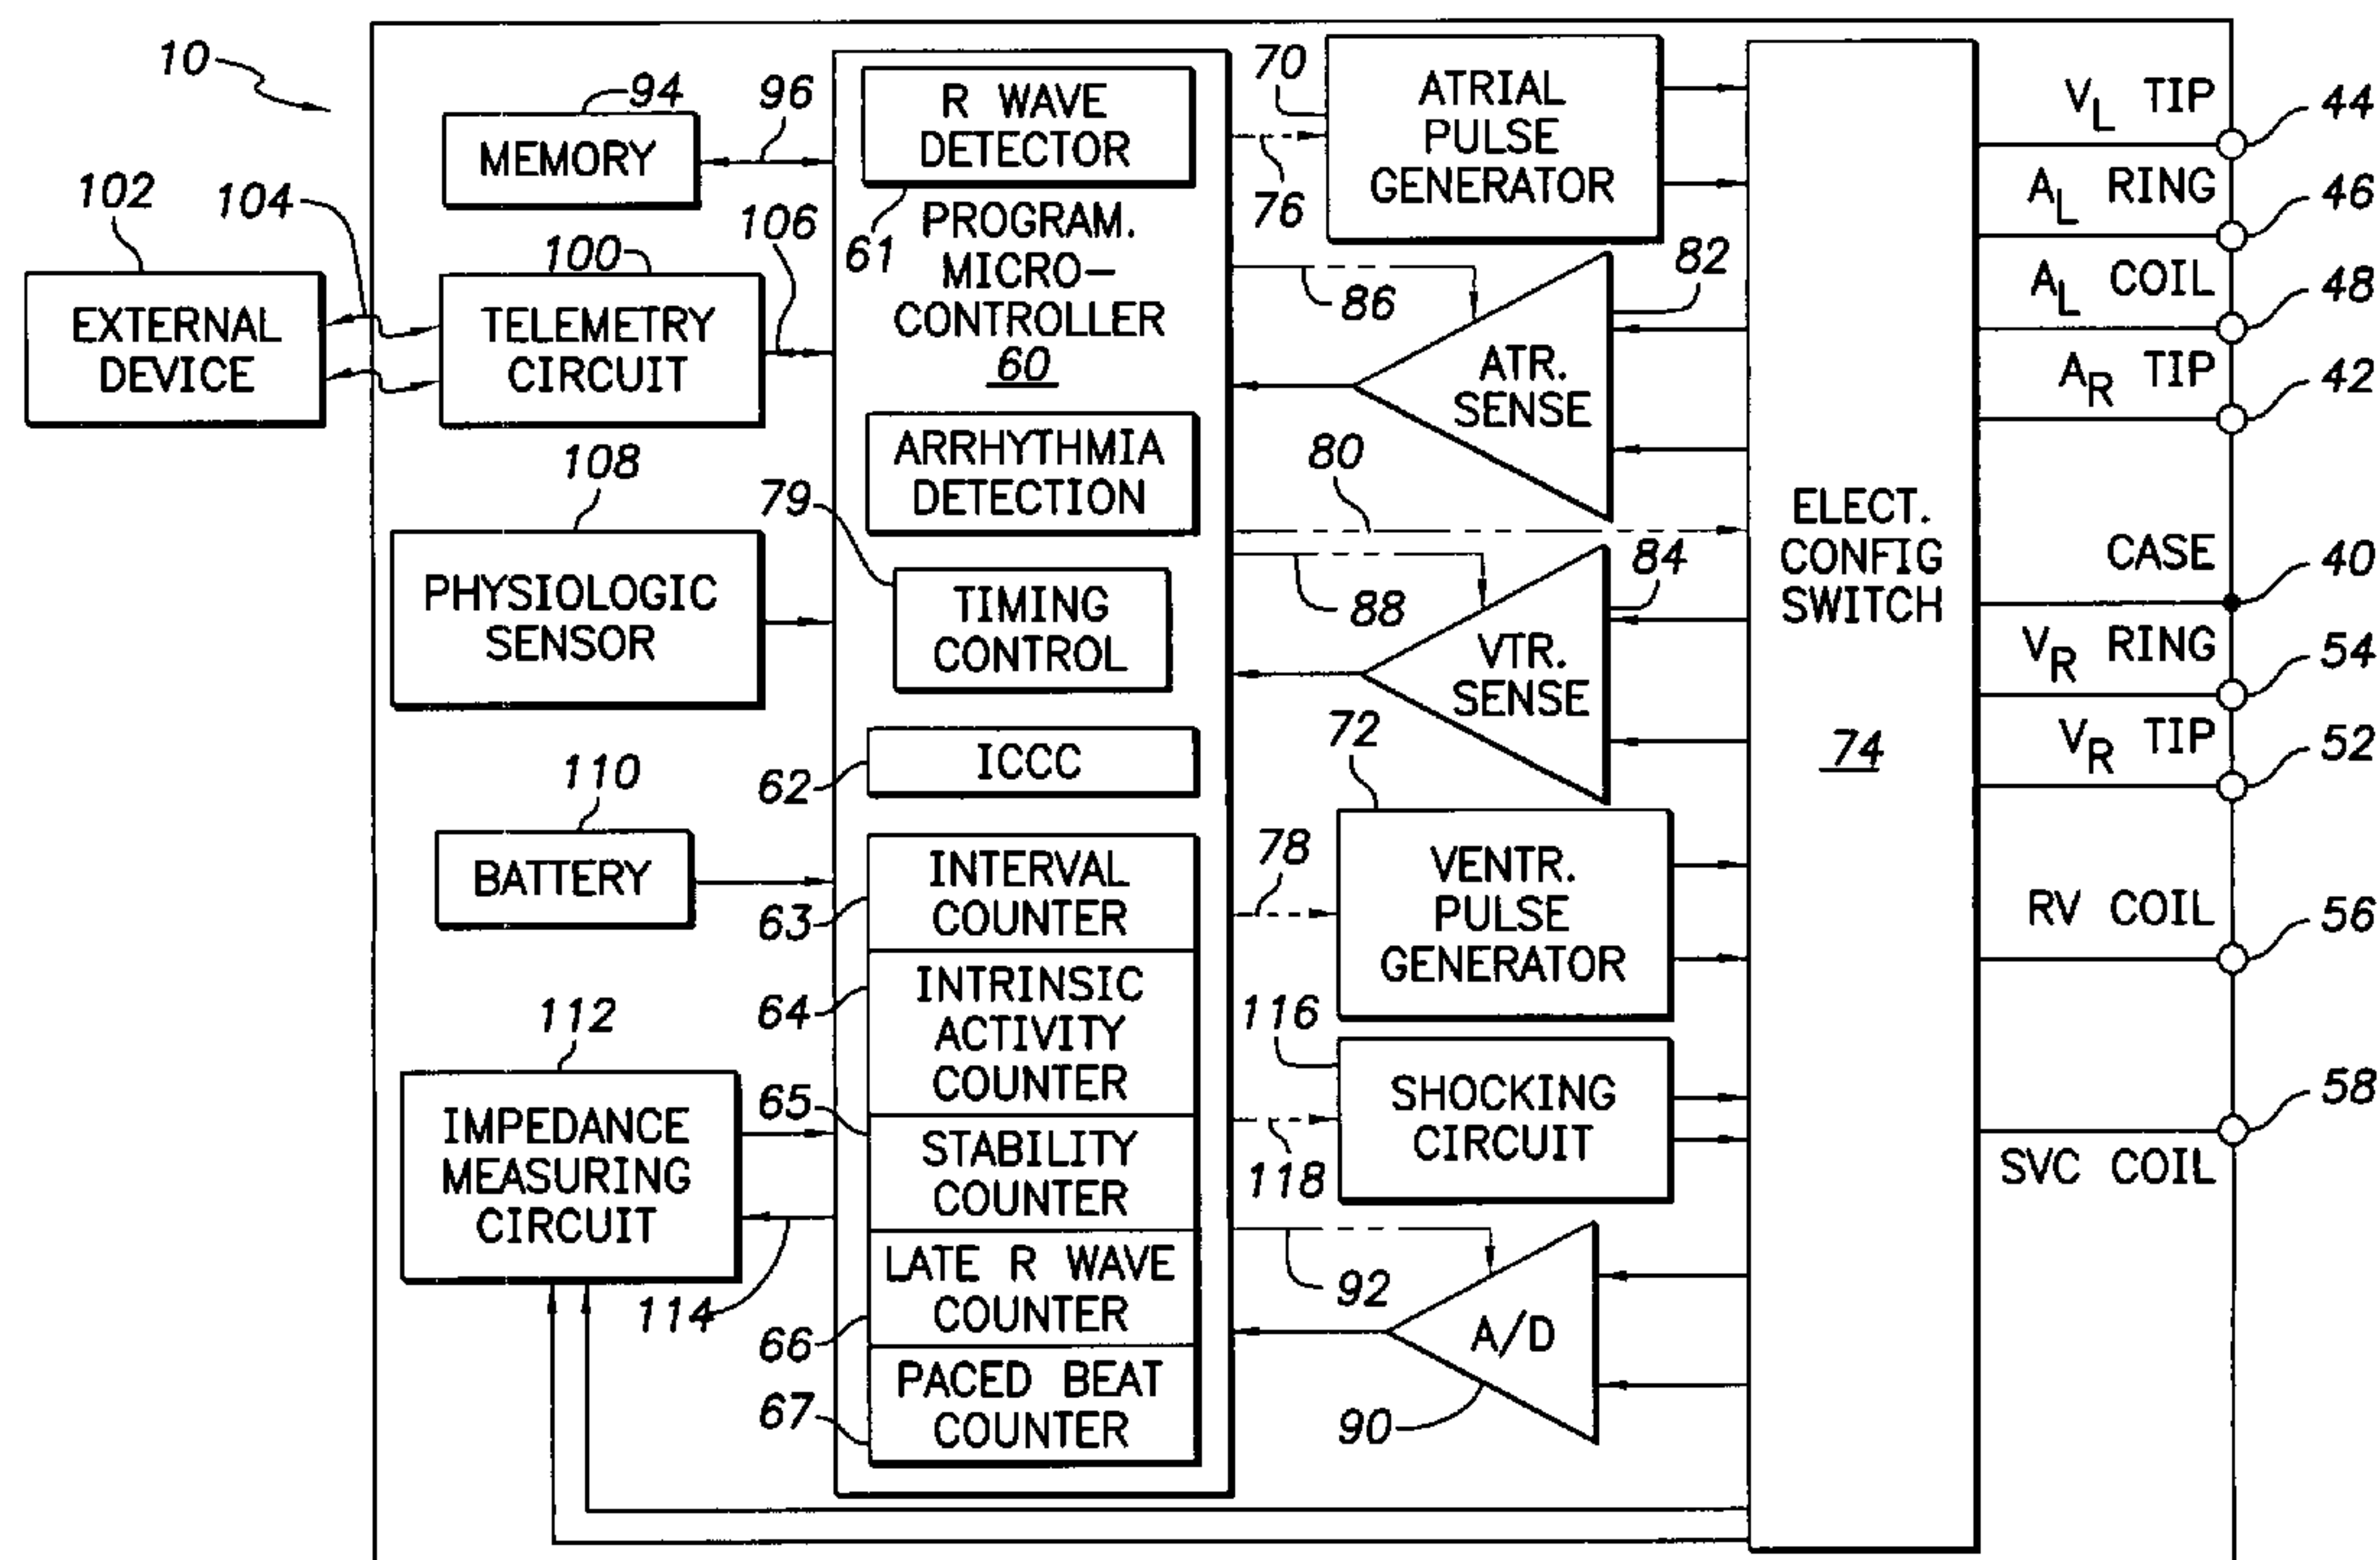 10
94
96
MEMORY
102
104
EXTERNAL
DEVICE
100
106
TELEMETRY
CIRCUIT
108
PHYSIOLOGIC
SENSOR
110
BATTERY
112
IMPEDANCE
MEASURING
CIRCUIT
114
R WAVE
DETECTOR
61
PROGRAM.
MICRO-
CONTROLLER
60
ARRHYTHMIA
DETECTION
79
TIMING
CONTROL
62
ICCC
63
INTERVAL
COUNTER
64
INTRINSIC
ACTIVITY
COUNTER
65
STABILITY
COUNTER
66
LATE R WAVE
COUNTER
67
PACED BEAT
COUNTER
70
76
ATRIAL
PULSE
GENERATOR
82
86
ATR.
SENSE
80
84
88
VTR.
SENSE
72
78
VENTR.
PULSE
GENERATOR
116
118
SHOCKING
CIRCUIT
92
A/D
90
ELECT.
CONFIG
SWITCH
74
VL TIP
44
AL RING
46
AL COIL
48
AR TIP
42
CASE
40
VR RING
54
VR TIP
52
RV COIL
56
58
SVC COIL